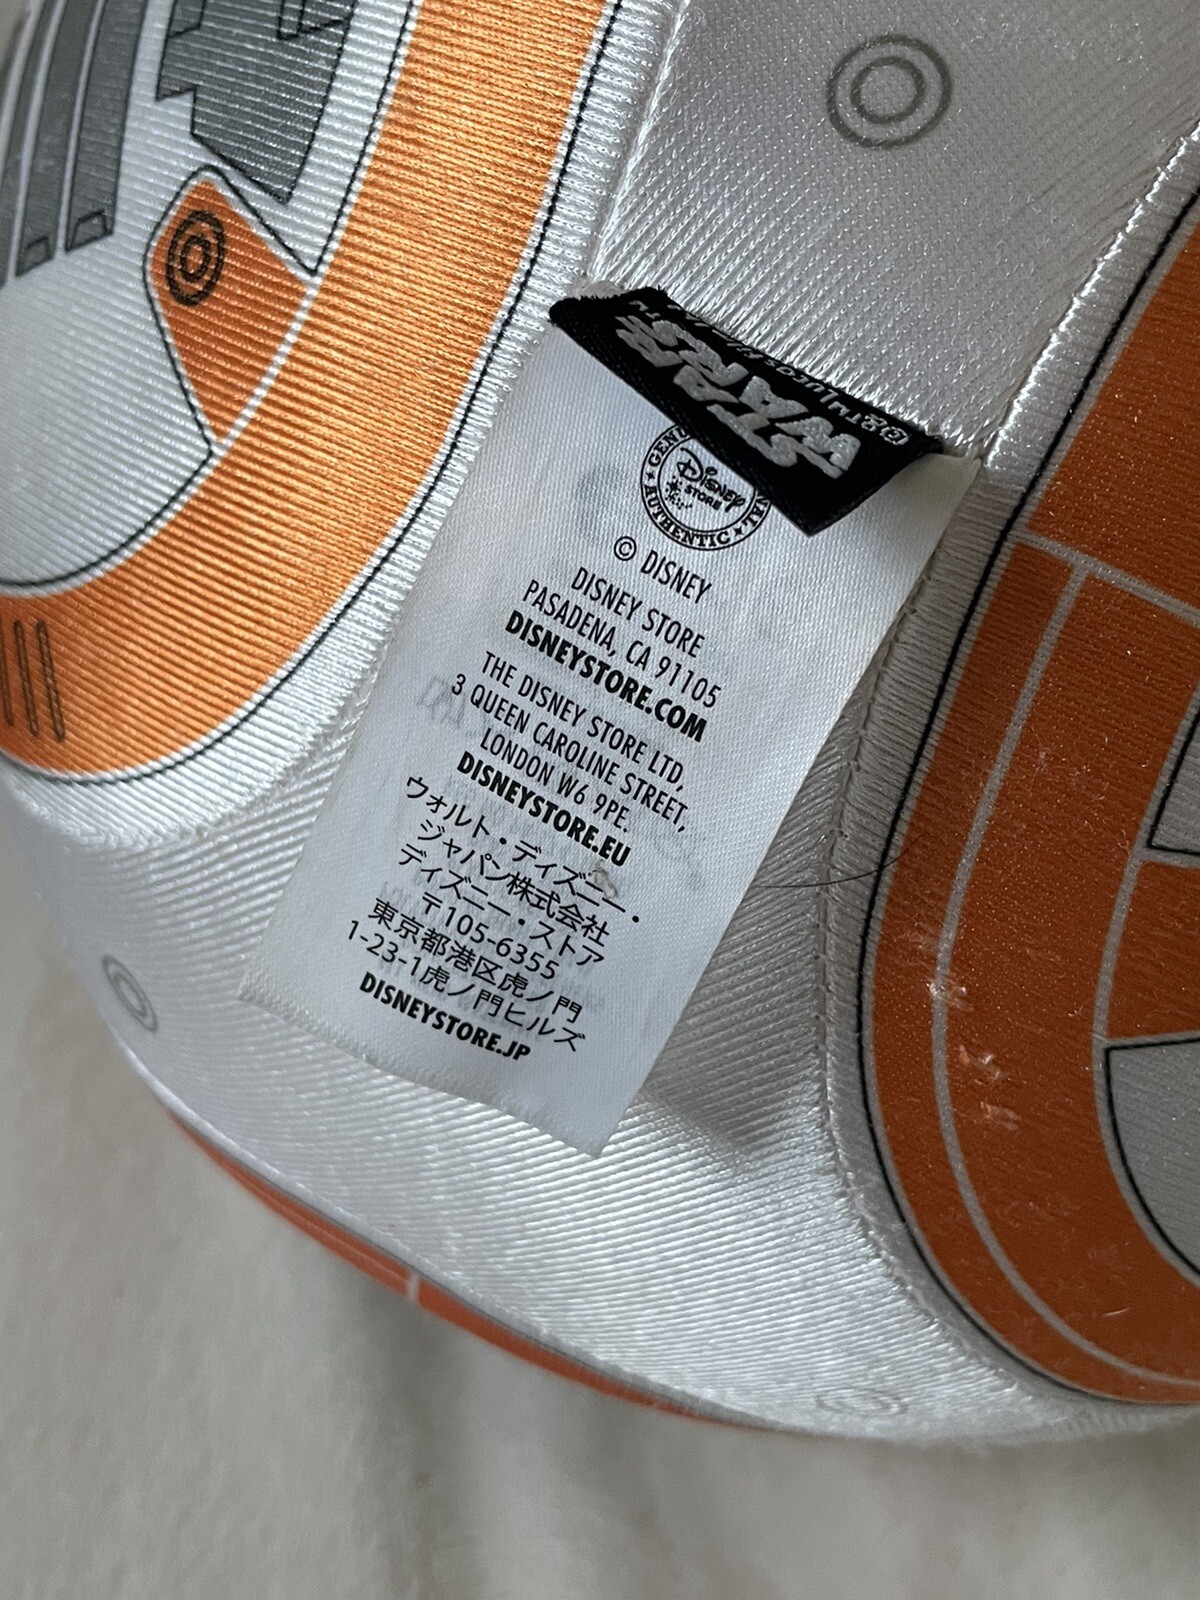 STAR
WARS
©&TM Lucasfilm
GENU
AUTHENTIC
Disney
STORE
© DISNEY
DISNEY STORE
PASADENA, CA 91105
DISNEYSTORE.COM
THE DISNEY STORE LTD,
3 QUEEN CAROLINE STREET,
LONDON W6 9PE.
DISNEYSTORE.EU
ウォルト・ディズニー・
ジャパン株式会社
ディズニー・ストア
〒105-6355
東京都港区虎ノ門
1-23-1虎ノ門ヒルズ
DISNEYSTORE.JP